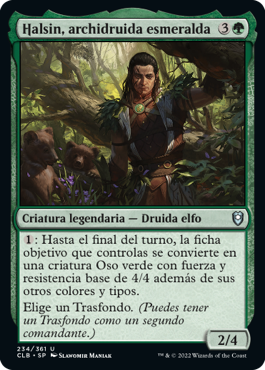 Halsin, archidruida esmeralda 3
Criatura legendaria — Druida elfo
1 : Hasta el final del turno, la ficha
objetivo que controlas se convierte en
una criatura Oso verde con fuerza y
resistencia base de 4/4 además de sus
otros colores y tipos.
Elige un Trasfondo. (Puedes tener
un Trasfondo como un segundo
comandante.)
2/4
234/361 U
CLB • SP Slawomir Maniak
™ & © 2022 Wizards of the Coast